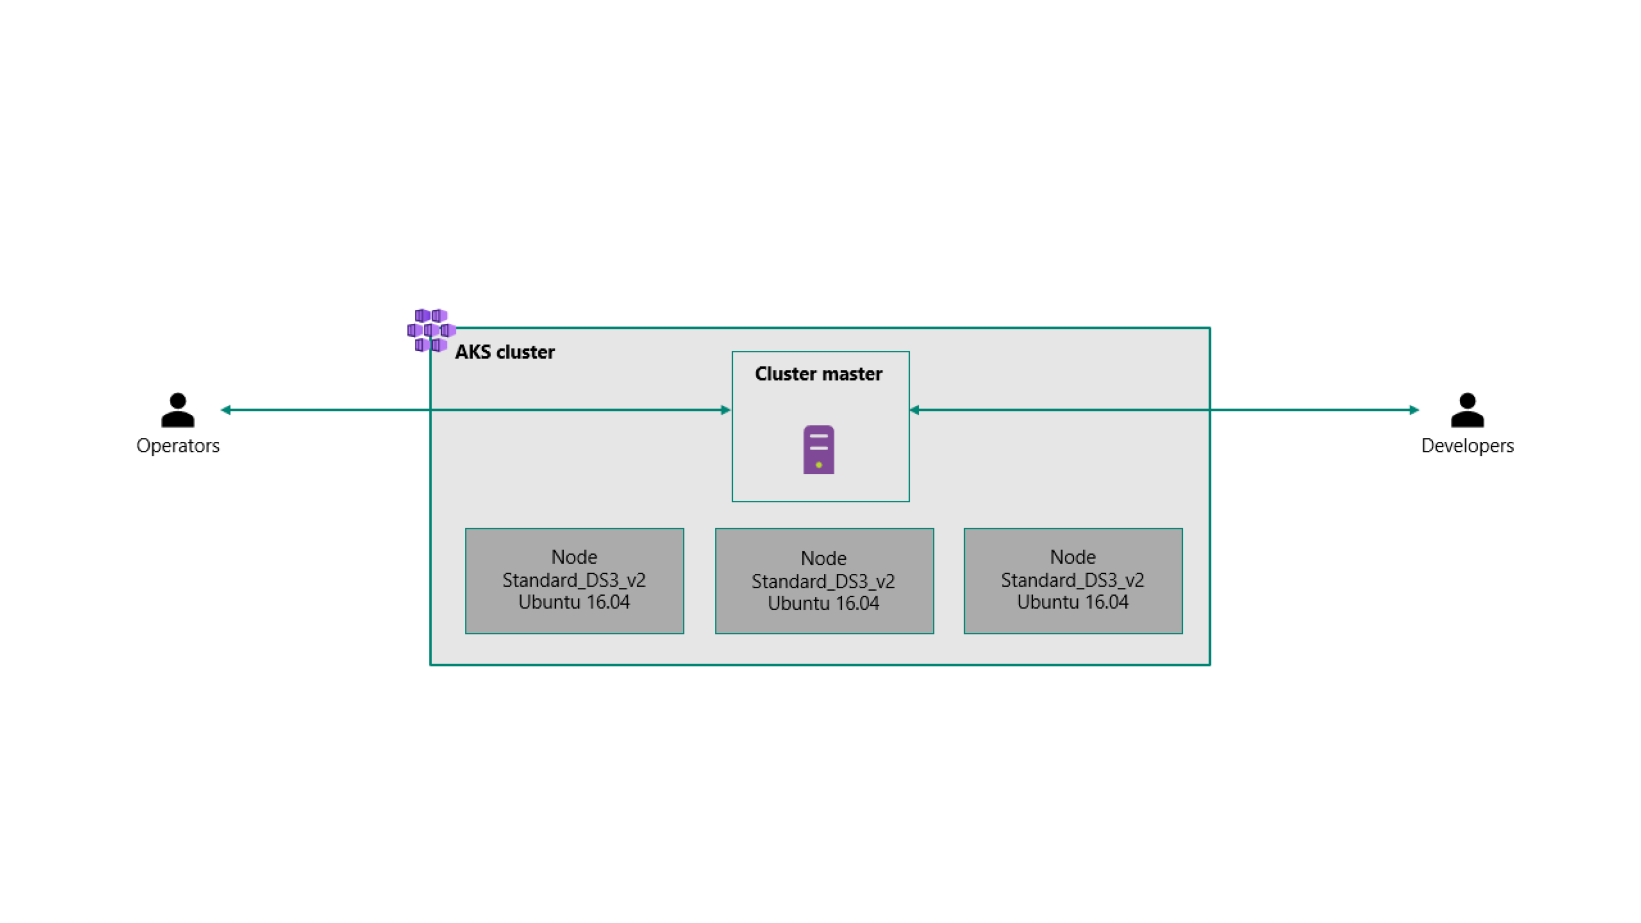 AKS cluster
Cluster master
Operators
Developers
Node
Standard_DS3_v2
Ubuntu 16.04
Node
Standard_DS3_v2
Ubuntu 16.04
Node
Standard_DS3_v2
Ubuntu 16.04